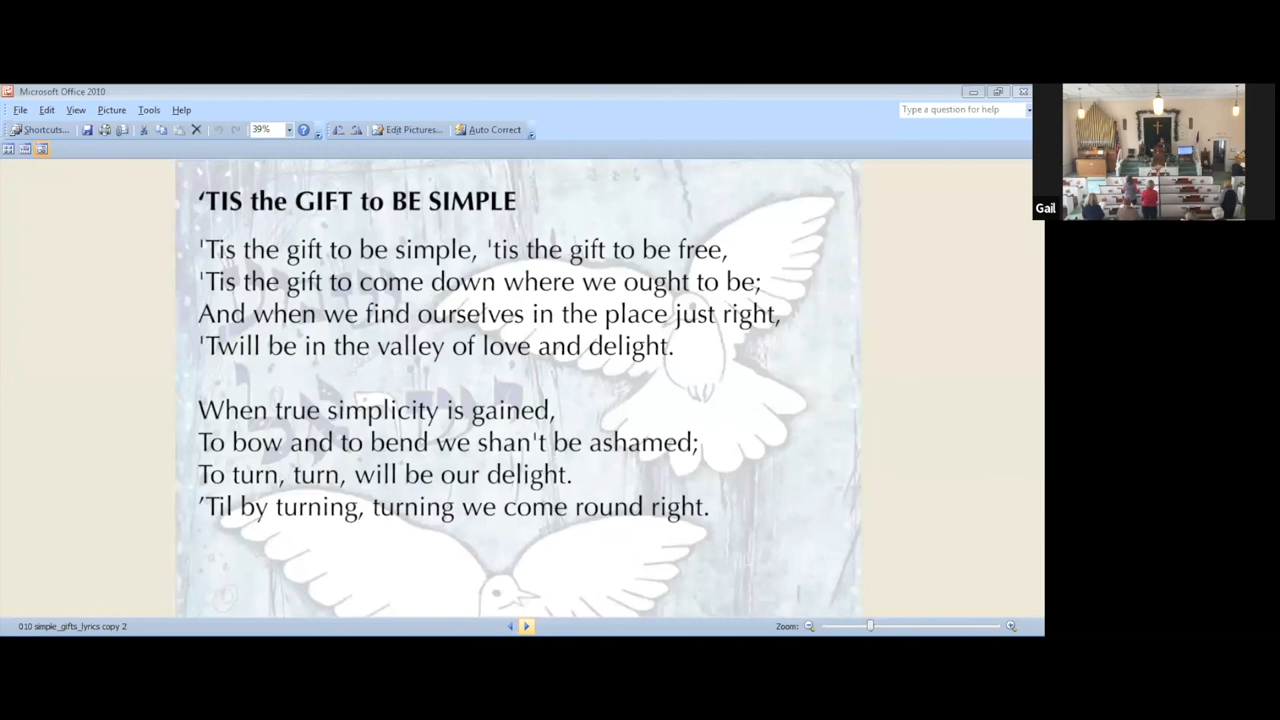 Microsoft Office 2010
File Edit View Picture Tools Help
Type a question for help
Shortcuts... 39% Edit Pictures... Auto Correct
Gail
‘TIS the GIFT to BE SIMPLE
'Tis the gift to be simple, 'tis the gift to be free,
'Tis the gift to come down where we ought to be;
And when we find ourselves in the place just right,
'Twill be in the valley of love and delight.
When true simplicity is gained,
To bow and to bend we shan't be ashamed;
To turn, turn, will be our delight.
’Til by turning, turning we come round right.
010 simple_gifts_lyrics copy 2
Zoom: